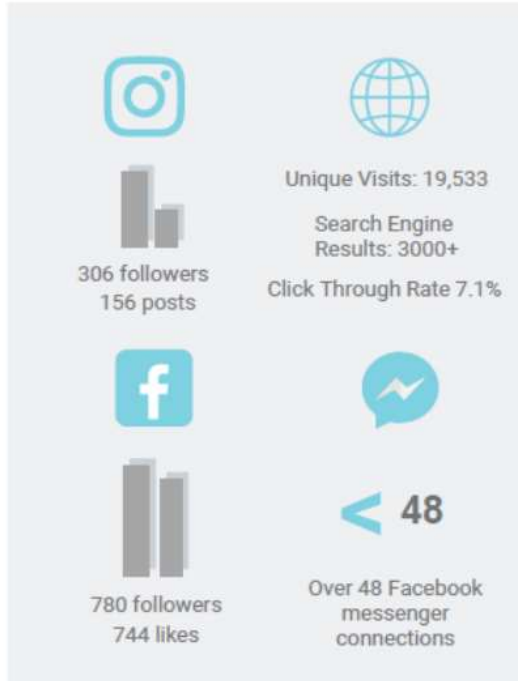 306 followers
156 posts
Unique Visits: 19,533
Search Engine
Results: 3000+
Click Through Rate 7.1%
780 followers
744 likes
< 48
Over 48 Facebook
messenger
connections